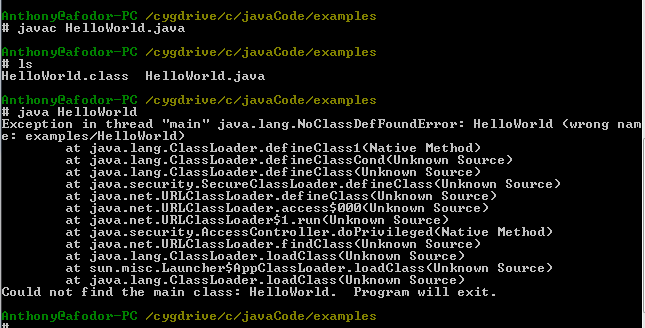 Anthony@afodor-PC /cygdrive/c/javaCode/examples
# javac HelloWorld.java
Anthony@afodor-PC /cygdrive/c/javaCode/examples
# ls
HelloWorld.class  HelloWorld.java
Anthony@afodor-PC /cygdrive/c/javaCode/examples
# java HelloWorld
Exception in thread "main" java.lang.NoClassDefFoundError: HelloWorld (wrong nam
e: examples/HelloWorld)
        at java.lang.ClassLoader.defineClass1(Native Method)
        at java.lang.ClassLoader.defineClassCond(Unknown Source)
        at java.lang.ClassLoader.defineClass(Unknown Source)
        at java.security.SecureClassLoader.defineClass(Unknown Source)
        at java.net.URLClassLoader.defineClass(Unknown Source)
        at java.net.URLClassLoader.access$000(Unknown Source)
        at java.net.URLClassLoader$1.run(Unknown Source)
        at java.security.AccessController.doPrivileged(Native Method)
        at java.net.URLClassLoader.findClass(Unknown Source)
        at java.lang.ClassLoader.loadClass(Unknown Source)
        at sun.misc.Launcher$AppClassLoader.loadClass(Unknown Source)
        at java.lang.ClassLoader.loadClass(Unknown Source)
Could not find the main class: HelloWorld.  Program will exit.
Anthony@afodor-PC /cygdrive/c/javaCode/examples
#